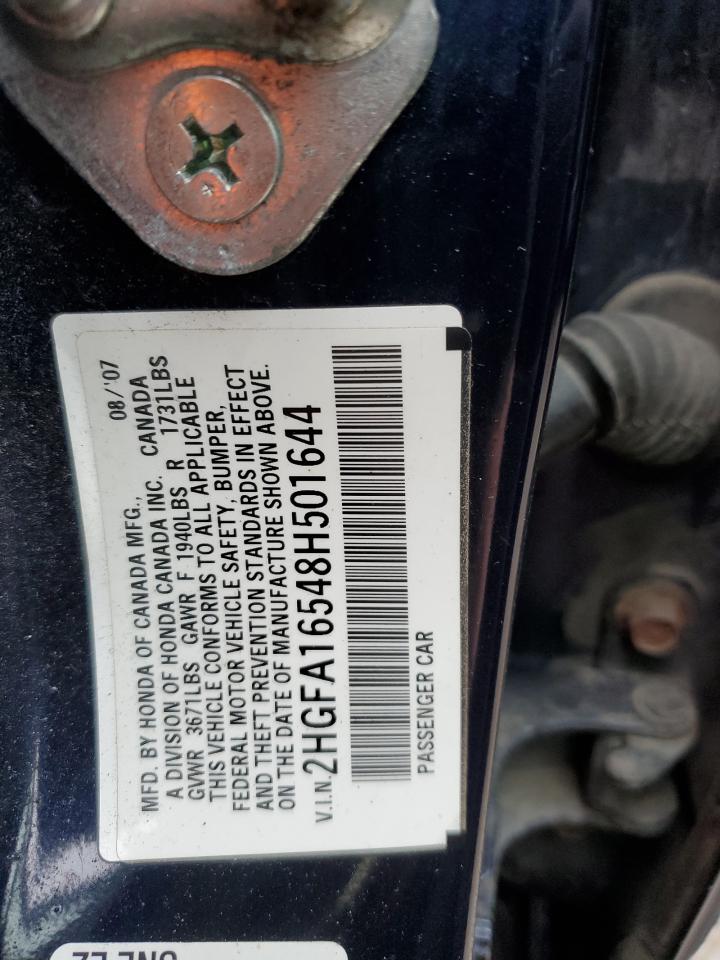 MFD. BY HONDA OF CANADA MFG., 08/'07
A DIVISION OF HONDA CANADA INC. CANADA
GVWR 3671LBS GAWR F 1940LBS R 1731LBS
THIS VEHICLE CONFORMS TO ALL APPLICABLE
FEDERAL MOTOR VEHICLE SAFETY, BUMPER,
AND THEFT PREVENTION STANDARDS IN EFFECT
ON THE DATE OF MANUFACTURE SHOWN ABOVE.
V.I.N. 2HGFA16548H501644
PASSENGER CAR